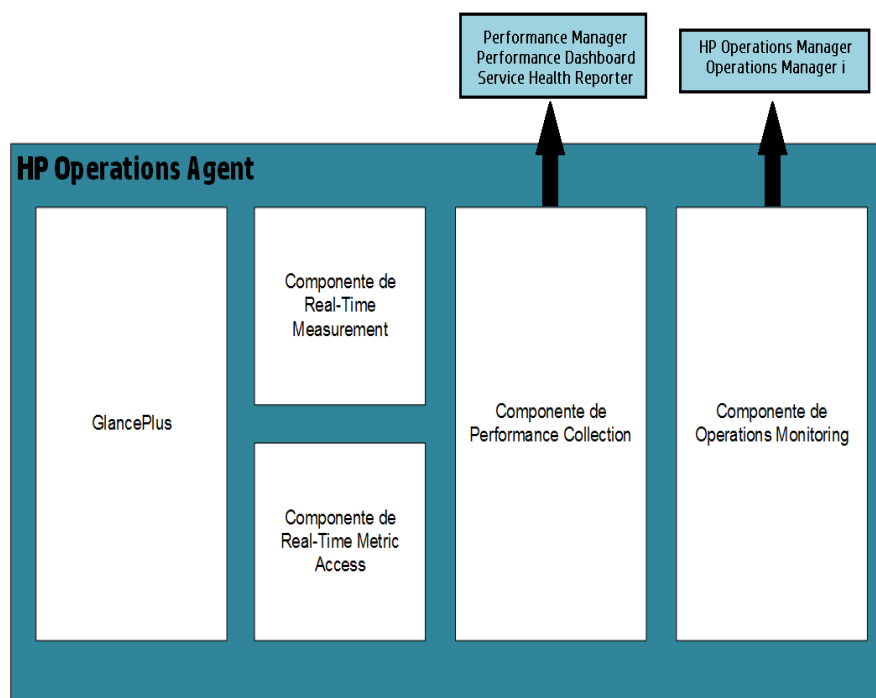 Performance Manager
Performance Dashboard
Service Health Reporter
HP Operations Manager
Operations Manager i
HP Operations Agent
GlancePlus
Componente de
Real-Time
Measurement
Componente de
Real-Time Metric
Access
Componente de
Performance Collection
Componente de
Operations Monitoring